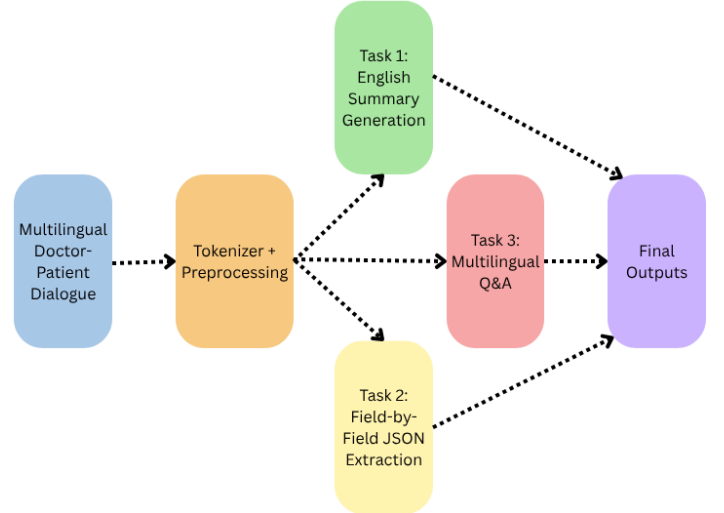 Multilingual
Doctor-
Patient
Dialogue
Tokenizer +
Preprocessing
Task 1:
English
Summary
Generation
Task 3:
Multilingual
Q&A
Task 2:
Field-by-
Field JSON
Extraction
Final
Outputs